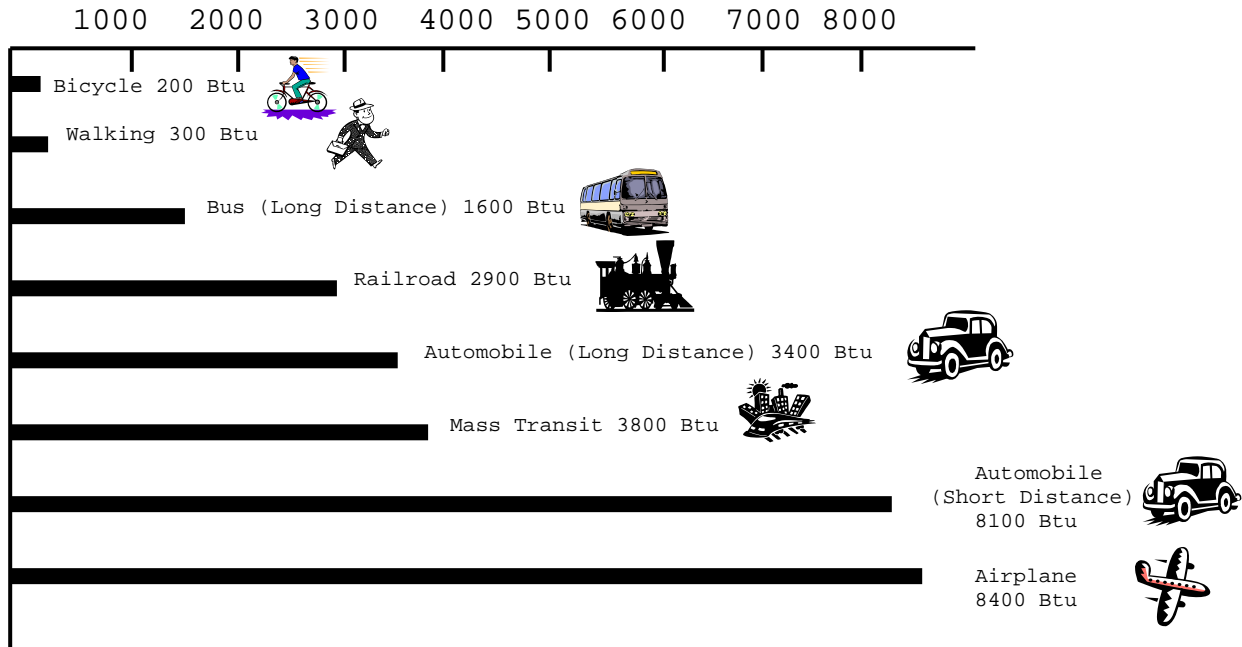 1000 2000 3000 4000 5000 6000 7000 8000
Bicycle 200 Btu
Walking 300 Btu
Bus (Long Distance) 1600 Btu
Railroad 2900 Btu
Automobile (Long Distance) 3400 Btu
Mass Transit 3800 Btu
Automobile
(Short Distance)
8100 Btu
Airplane
8400 Btu